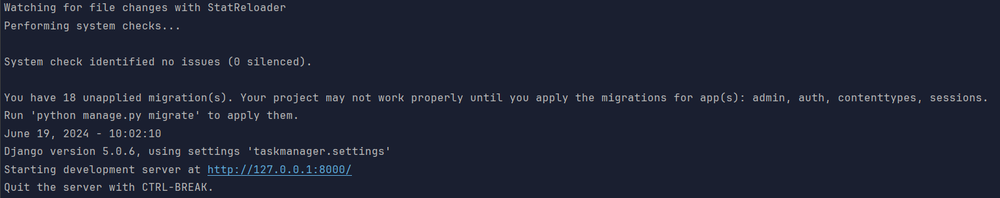 Watching for file changes with StatReloader
Performing system checks...
System check identified no issues (0 silenced).
You have 18 unapplied migration(s). Your project may not work properly until you apply the migrations for app(s): admin, auth, contenttypes, sessions.
Run 'python manage.py migrate' to apply them.
June 19, 2024 - 10:02:10
Django version 5.0.6, using settings 'taskmanager.settings'
Starting development server at http://127.0.0.1:8000/
Quit the server with CTRL-BREAK.